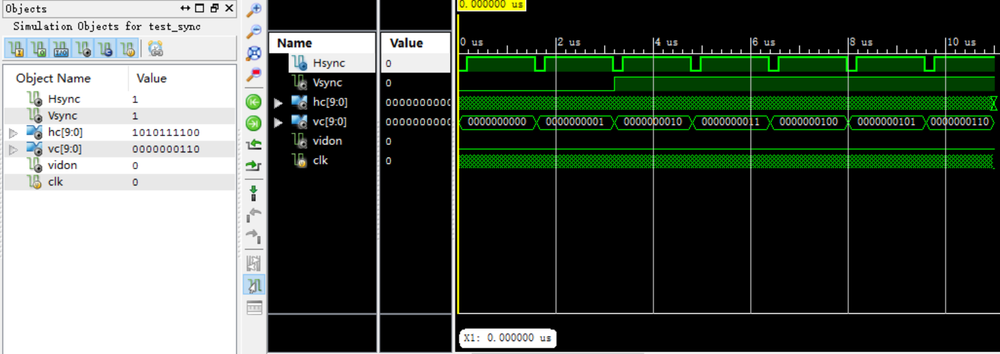 Objects
Simulation Objects for test_sync
Object Name Value
Hsync 1
Vsync 1
hc[9:0] 1010111100
vc[9:0] 0000000110
vidon 0
clk 0
Name Value
Hsync 0
Vsync 0
hc[9:0] 0000000000
vc[9:0] 0000000000
vidon 0
clk 0
0.000000 us
0 us 2 us 4 us 6 us 8 us 10 us
0000000000 0000000001 0000000010 0000000011 0000000100 0000000101 0000000110
X1: 0.000000 us